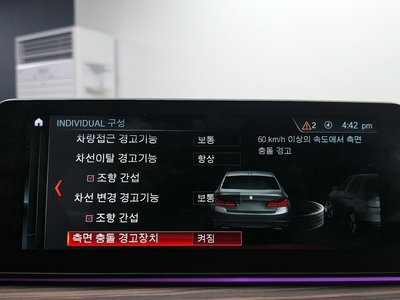 INDIVIDUAL 구성
2 4:42 pm
차량접근 경고기능 보통
60 km/h 이상의 속도에서 측면
충돌 경고
차선이탈 경고기능 항상
조향 간섭
차선 변경 경고기능 보통
조향 간섭
측면 충돌 경고장치 켜짐